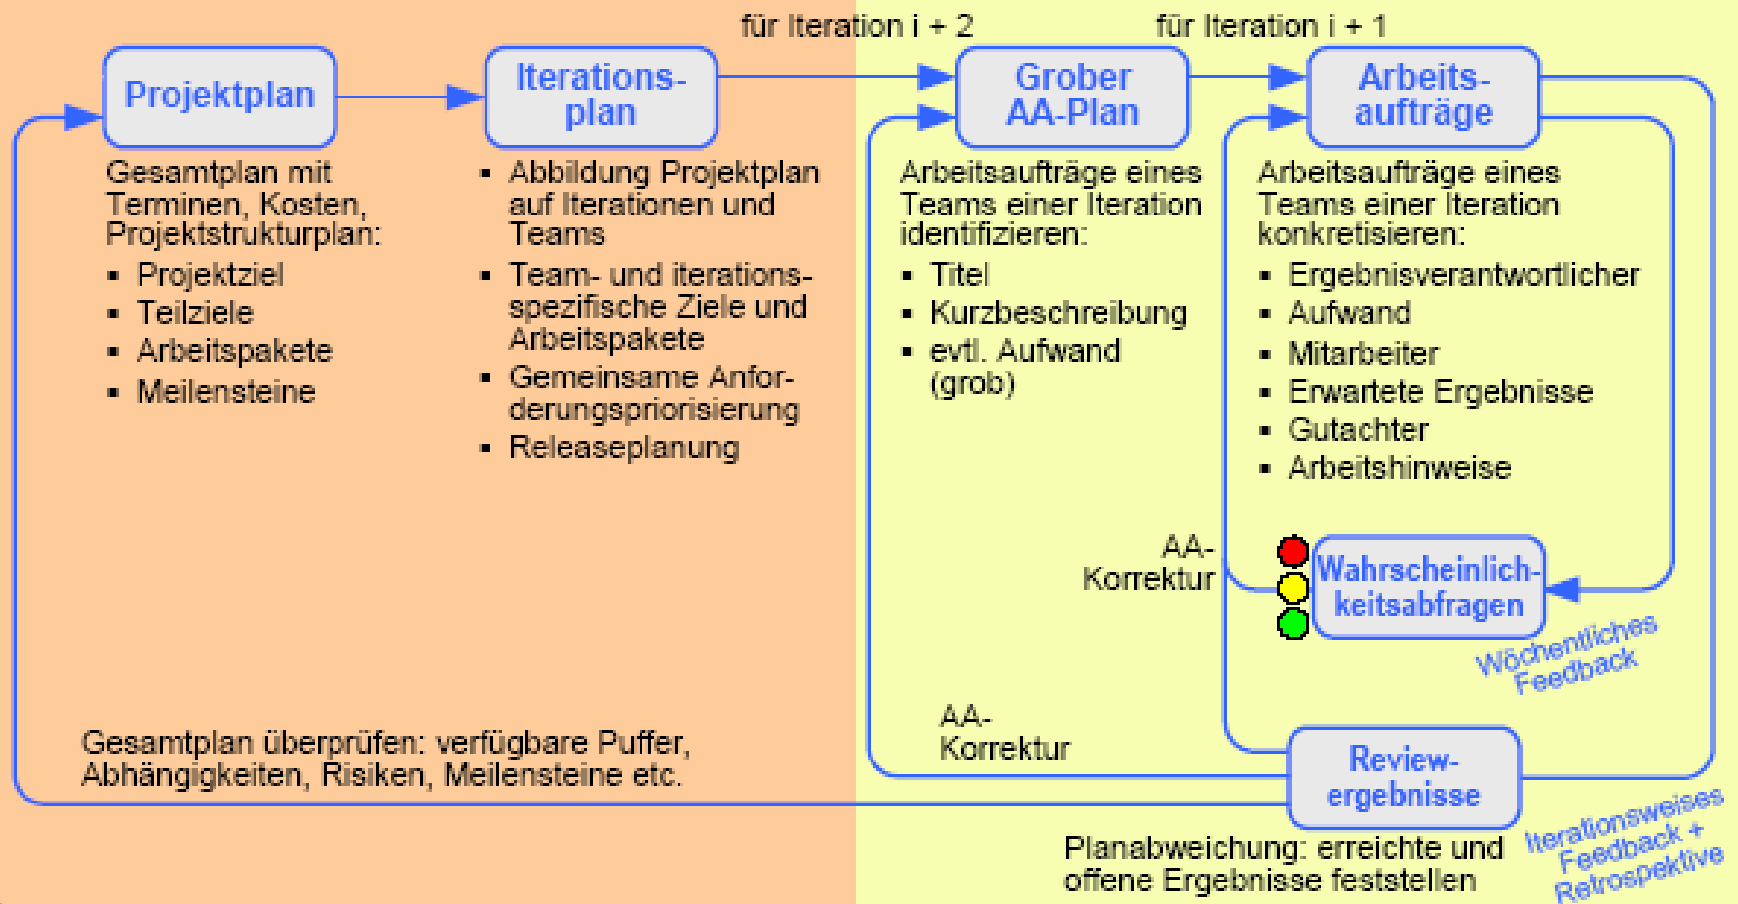 für Iteration i + 2
für Iteration i + 1
Projektplan
Iterations-
plan
Grober
AA-Plan
Arbeits-
aufträge
Gesamtplan mit
Terminen, Kosten,
Projektstrukturplan:
▪ Projektziel
▪ Teilziele
▪ Arbeitspakete
▪ Meilensteine
▪ Abbildung Projektplan
auf Iterationen und
Teams
▪ Team- und iterations-
spezifische Ziele und
Arbeitspakete
▪ Gemeinsame Anfor-
derungspriorisierung
▪ Releaseplanung
Arbeitsaufträge eines
Teams einer Iteration
identifizieren:
▪ Titel
▪ Kurzbeschreibung
▪ evtl. Aufwand
(grob)
Arbeitsaufträge eines
Teams einer Iteration
konkretisieren:
▪ Ergebnisverantwortlicher
▪ Aufwand
▪ Mitarbeiter
▪ Erwartete Ergebnisse
▪ Gutachter
▪ Arbeitshinweise
AA-
Korrektur
Wahrscheinlich-
keitsabfragen
Wöchentliches
Feedback
Gesamtplan überprüfen: verfügbare Puffer,
Abhängigkeiten, Risiken, Meilensteine etc.
AA-
Korrektur
Review-
ergebnisse
Iterationsweises
Feedback +
Retrospektive
Planabweichung: erreichte und
offene Ergebnisse feststellen